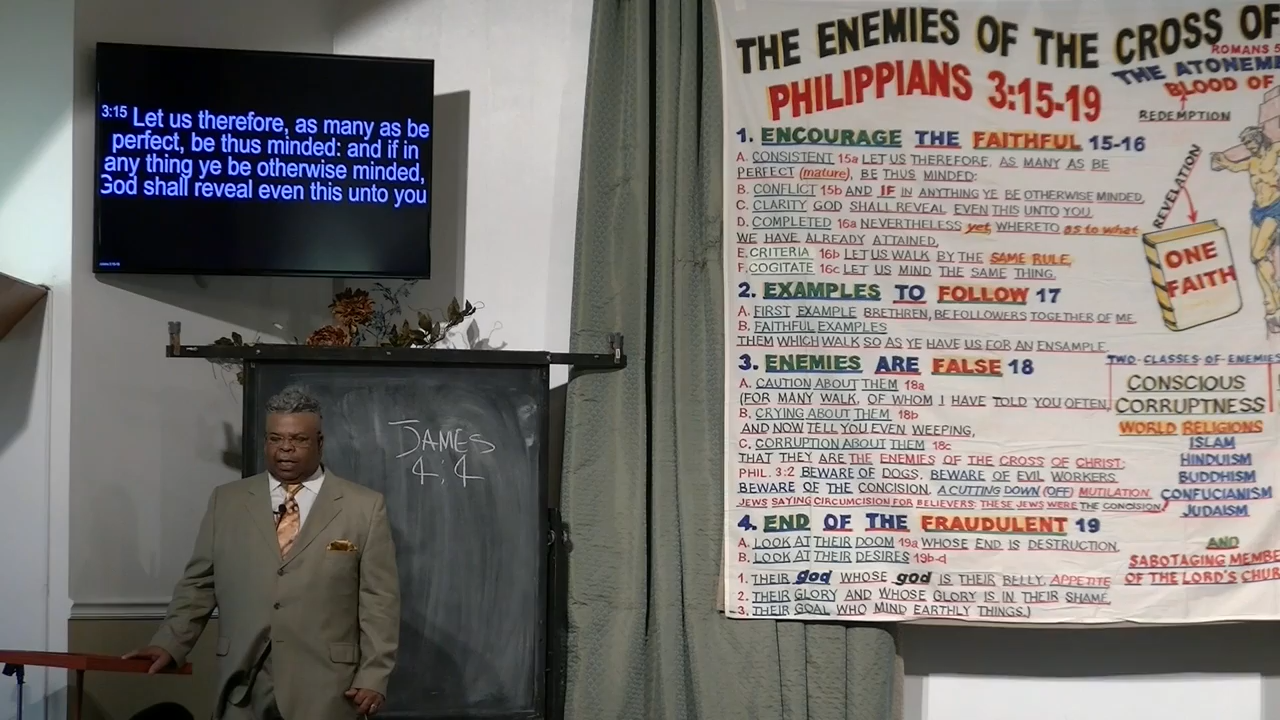 3:15 Let us therefore, as many as be
perfect, be thus minded: and if in
any thing ye be otherwise minded,
God shall reveal even this unto you
JAMES
4:4
THE ENEMIES OF THE CROSS OF
PHILIPPIANS 3:15-19
ROMANS 5
THE ATONEM
BLOOD OF
REDEMPTION
REVELATION
ONE
FAITH
1. ENCOURAGE THE FAITHFUL 15-16
A. CONSISTENT 15a LET US THEREFORE, AS MANY AS BE
PERFECT (mature), BE THUS MINDED:
B. CONFLICT 15b AND IF IN ANYTHING YE BE OTHERWISE MINDED,
C. CLARITY GOD SHALL REVEAL EVEN THIS UNTO YOU.
D. COMPLETED 16a NEVERTHELESS yet, WHERETO as to what
WE HAVE ALREADY ATTAINED,
E. CRITERIA 16b LET US WALK BY THE SAME RULE,
F. COGITATE 16c LET US MIND THE SAME THING.
2. EXAMPLES TO FOLLOW 17
A. FIRST EXAMPLE BRETHREN, BE FOLLOWERS TOGETHER OF ME,
B. FAITHFUL EXAMPLES
THEM WHICH WALK SO AS YE HAVE US FOR AN ENSAMPLE.
3. ENEMIES ARE FALSE 18
A. CAUTION ABOUT THEM 18a
(FOR MANY WALK, OF WHOM I HAVE TOLD YOU OFTEN,
B. CRYING ABOUT THEM 18b
AND NOW TELL YOU EVEN WEEPING,
C. CORRUPTION ABOUT THEM 18c
THAT THEY ARE THE ENEMIES OF THE CROSS OF CHRIST:
PHIL. 3:2 BEWARE OF DOGS, BEWARE OF EVIL WORKERS
BEWARE OF THE CONCISION, A CUTTING DOWN (OFF) MUTILATION.
JEWS SAYING CIRCUMCISION FOR BELIEVERS: THESE JEWS WERE THE CONCISION
4. END OF THE FRAUDULENT 19
A. LOOK AT THEIR DOOM 19a WHOSE END IS DESTRUCTION,
B. LOOK AT THEIR DESIRES 19b-d
1. THEIR god WHOSE god IS THEIR BELLY, APPETITE
2. THEIR GLORY AND WHOSE GLORY IS IN THEIR SHAME,
3. THEIR GOAL WHO MIND EARTHLY THINGS.)
TWO CLASSES OF ENEMIES
CONSCIOUS
CORRUPTNESS
WORLD RELIGIONS
ISLAM
HINDUISM
BUDDHISM
CONFUCIANISM
JUDAISM
AND
SABOTAGING MEMBE
OF THE LORD'S CHUR